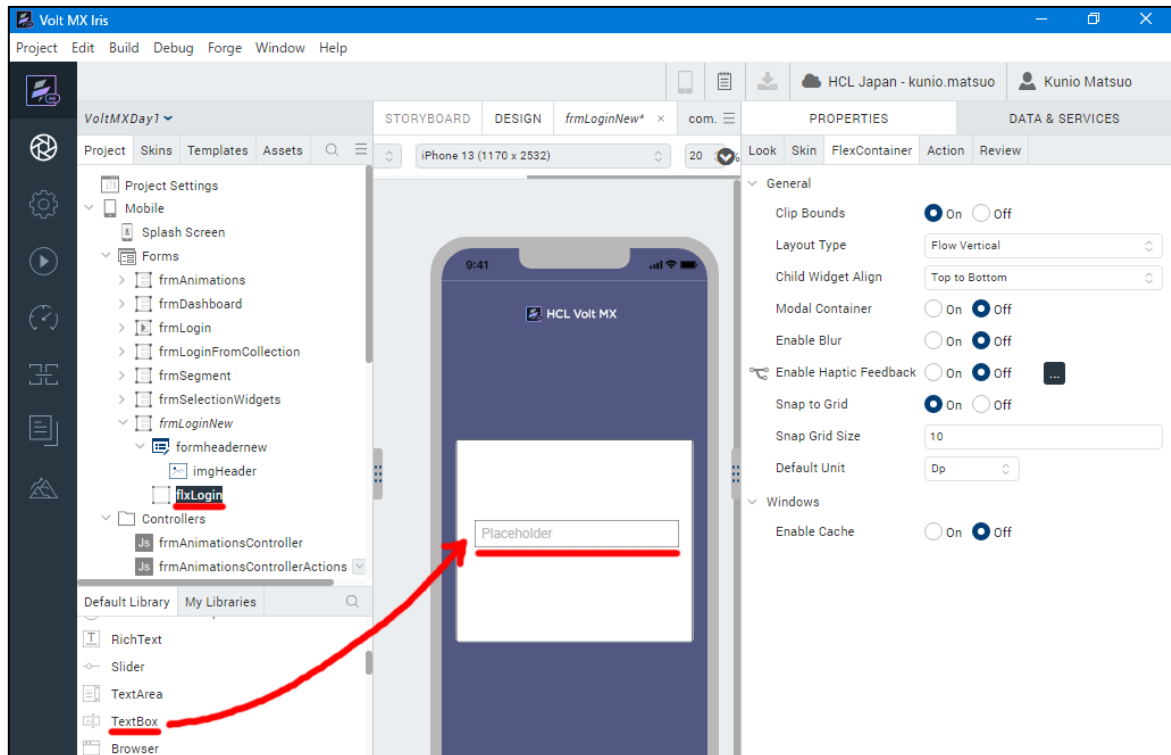 Volt MX Iris
Project Edit Build Debug Forge Window Help
HCL Japan - kunio.matsuo
Kunio Matsuo
VoltMXDay1
STORYBOARD DESIGN frmLoginNew* × com.
PROPERTIES DATA & SERVICES
Project Skins Templates Assets
iPhone 13 (1170 x 2532) 20 %
Look Skin FlexContainer Action Review
Project Settings
Mobile
Splash Screen
Forms
frmAnimations
frmDashboard
frmLogin
frmLoginFromCollection
frmSegment
frmSelectionWidgets
frmLoginNew
formheadernew
imgHeader
flxLogin
Controllers
Js frmAnimationsController
Js frmAnimationsControllerActions
Default Library My Libraries
RichText
Slider
TextArea
TextBox
Browser
9:41
HCL Volt MX
Placeholder
General
Clip Bounds On Off
Layout Type Flow Vertical
Child Widget Align Top to Bottom
Modal Container On Off
Enable Blur On Off
Enable Haptic Feedback On Off ...
Snap to Grid On Off
Snap Grid Size 10
Default Unit Dp
Windows
Enable Cache On Off